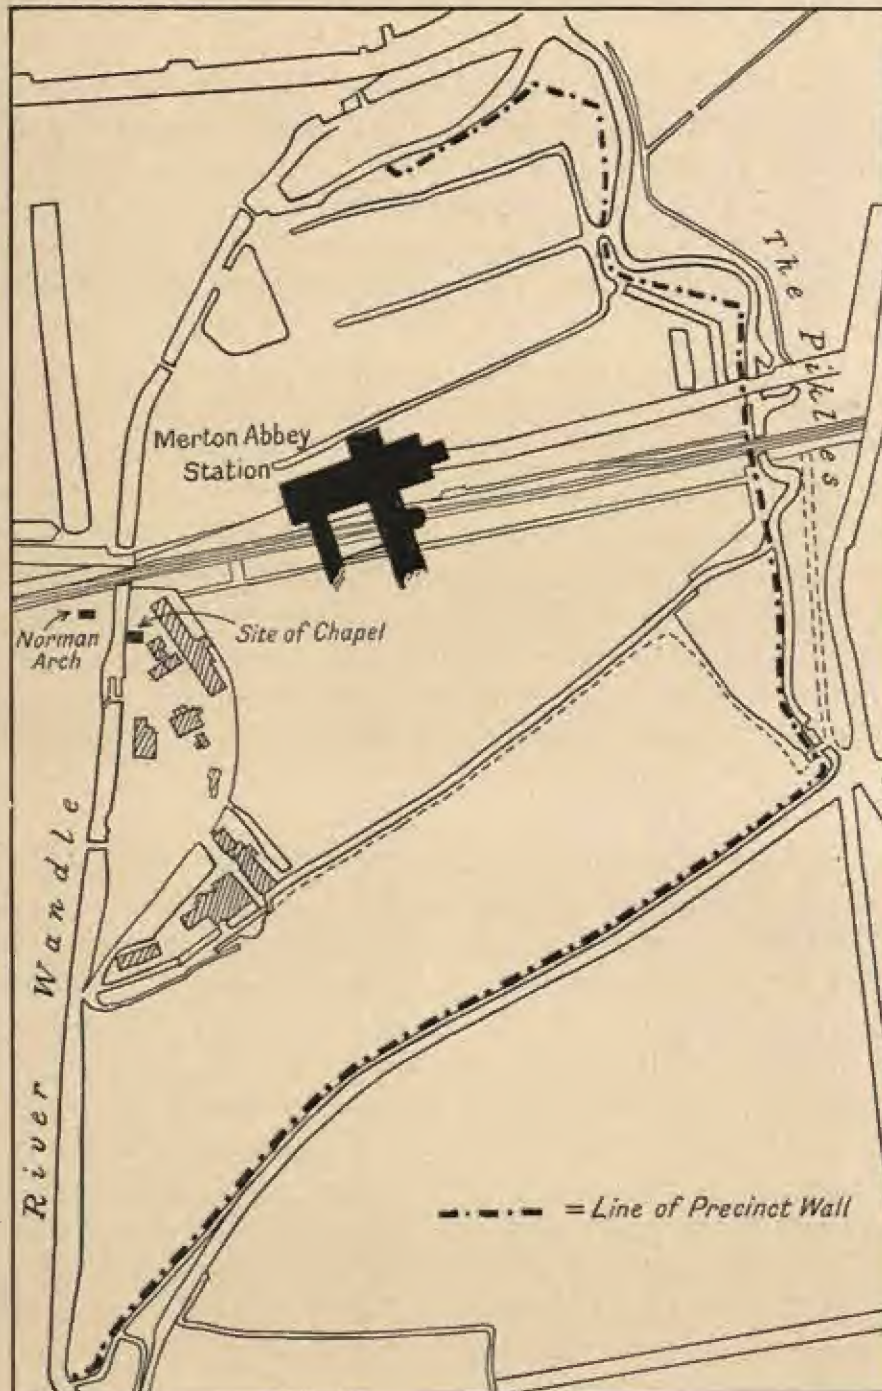 The Pickles
Merton Abbey
Station
Norman
Arch
Site of Chapel
River Wandle
= Line of Precinct Wall